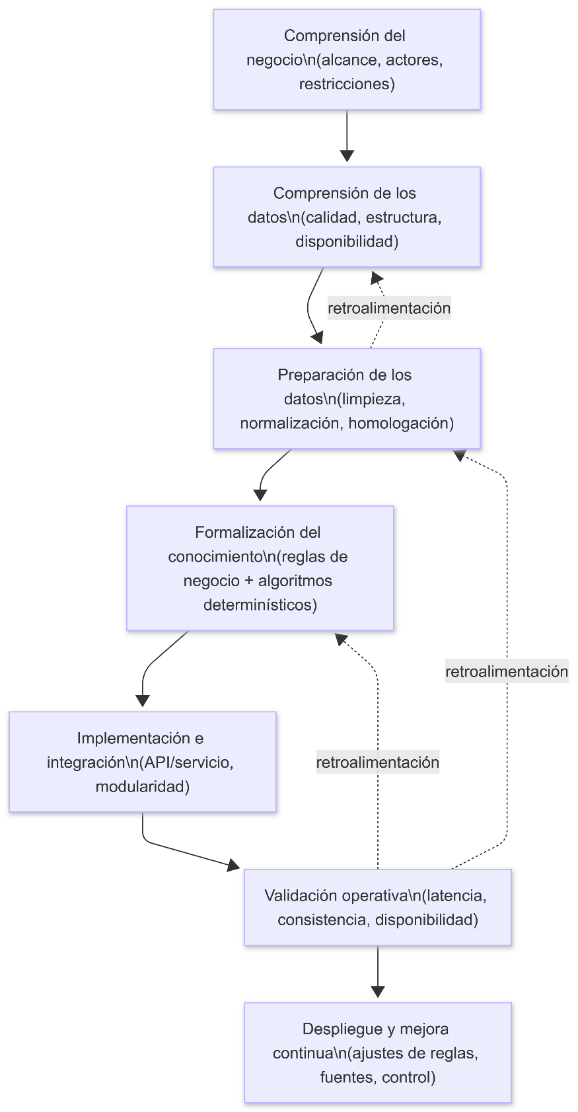 Comprensión del
negocio\n(alcance, actores,
restricciones)
Comprensión de los
datos\n(calidad, estructura,
disponibilidad)
retroalimentación
Preparación de los
datos\n(limpieza,
normalización, homologación)
Formalización del
conocimiento\n(reglas de
negocio + algoritmos
determinísticos)
retroalimentación
Implementación e
integración\n(API/servicio,
modularidad)
retroalimentación
Validación operativa\n(latencia,
consistencia, disponibilidad)
Despliegue y mejora
continua\n(ajustes de reglas,
fuentes, control)